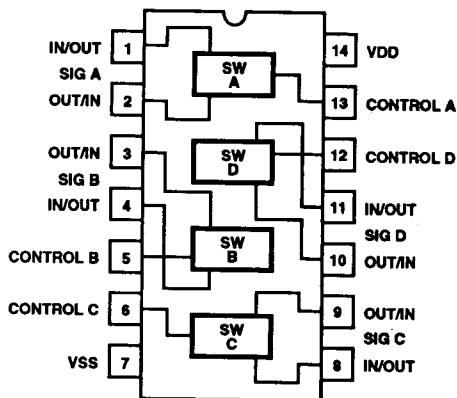 IN/OUT 1
SIG A
OUT/IN 2
OUT/IN 3
SIG B
IN/OUT 4
CONTROL B 5
CONTROL C 6
VSS 7
SW
A
SW
D
SW
B
SW
C
14 VDD
13 CONTROL A
12 CONTROL D
11 IN/OUT
SIG D
10 OUT/IN
9 OUT/IN
SIG C
8 IN/OUT